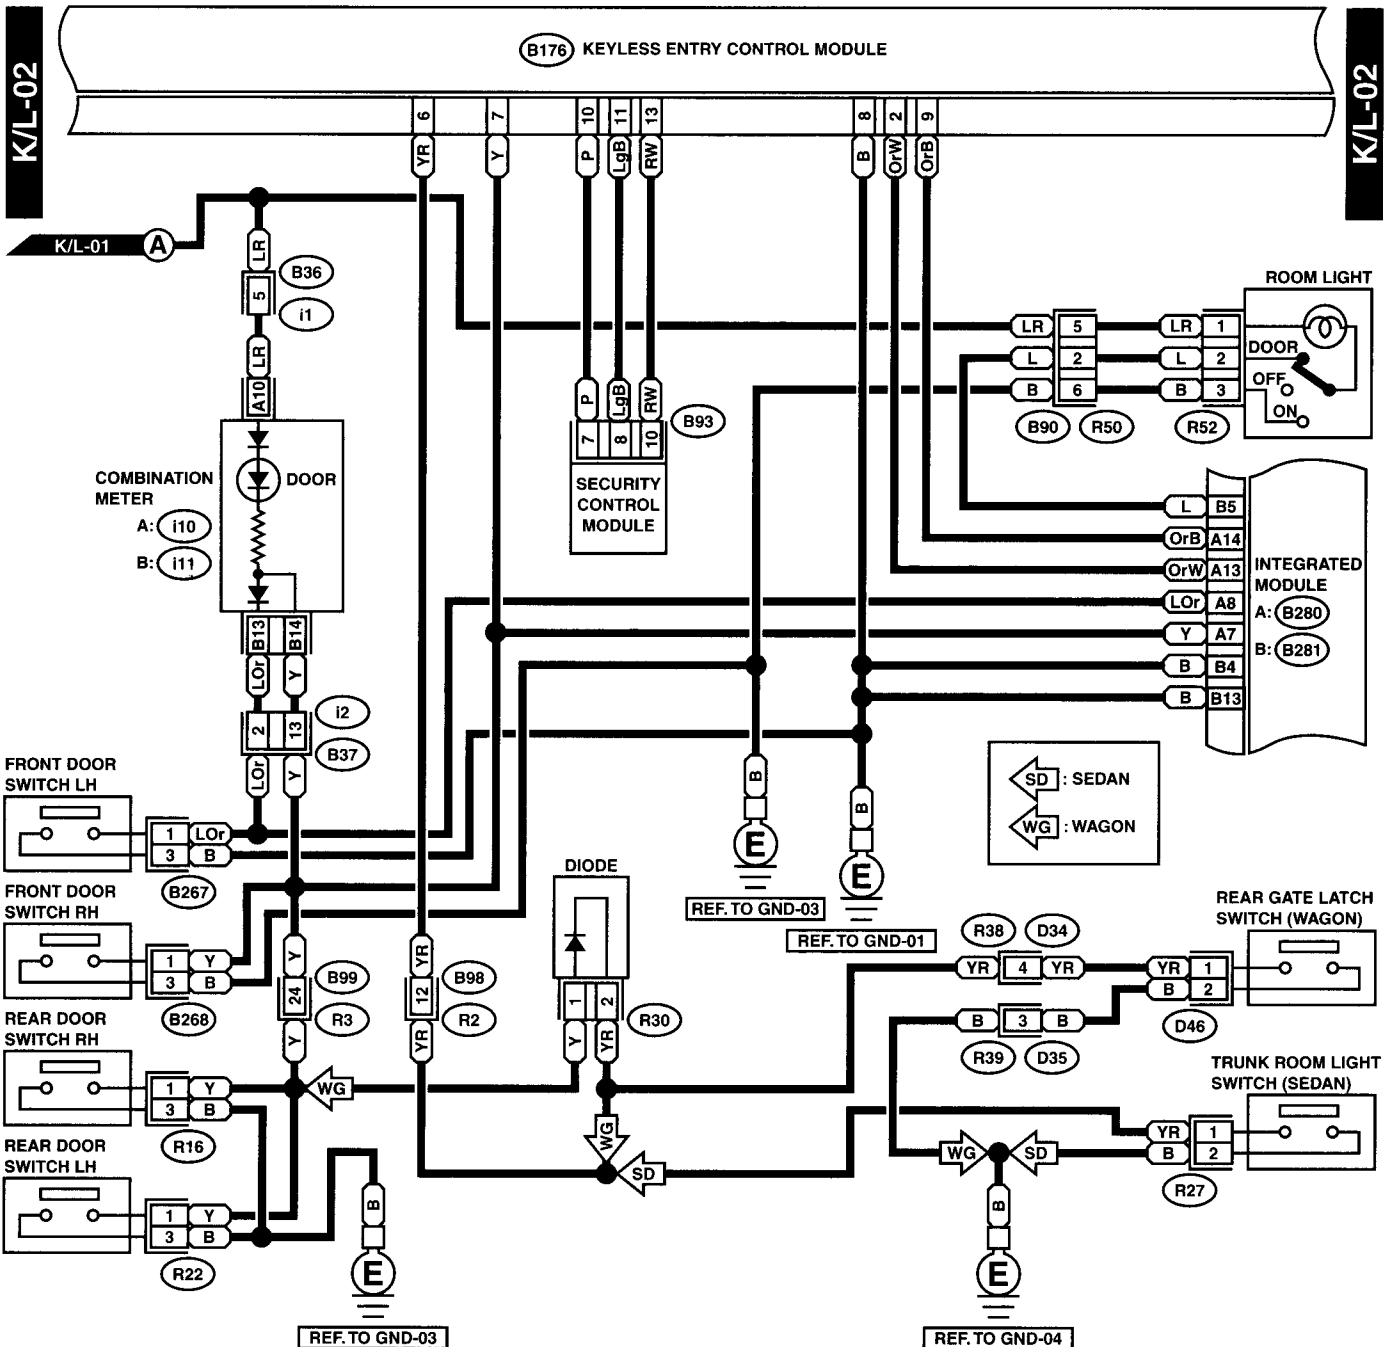 K/L-02
B176 KEYLESS ENTRY CONTROL MODULE
K/L-02
6 7 10 11 13 8 2 9
YR Y P LgB RW B OrW OrB
K/L-01 A
LR
5
B36
i1
LR
A10
COMBINATION
METER
A: i10
B: i11
DOOR
B13 B14
LOr Y
2 13
i2
B37
LOr Y
P LgB RW
7 8 10
B93
SECURITY
CONTROL
MODULE
ROOM LIGHT
LR 5 LR 1
L 2 L 2
B 6 B 3
DOOR
OFF
ON
B90 R50 R52
L B5
OrB A14
OrW A13
LOr A8
Y A7
B B4
B B13
INTEGRATED
MODULE
A: B280
B: B281
SD : SEDAN
WG : WAGON
B
E
REF. TO GND-03
B
E
REF. TO GND-01
FRONT DOOR
SWITCH LH
1 LOr
3 B
B267
FRONT DOOR
SWITCH RH
1 Y
3 B
B268
REAR DOOR
SWITCH RH
1 Y
3 B
R16
REAR DOOR
SWITCH LH
1 Y
3 B
R22
Y
24
B99
R3
Y
YR
12
B98
R2
YR
DIODE
1 2
R30
Y YR
WG
WG
SD
B
E
REF. TO GND-03
REAR GATE LATCH
SWITCH (WAGON)
R38 D34
YR 4 YR
YR 1
B 2
D46
B 3 B
R39 D35
TRUNK ROOM LIGHT
SWITCH (SEDAN)
YR 1
B 2
R27
WG SD
B
E
REF. TO GND-04